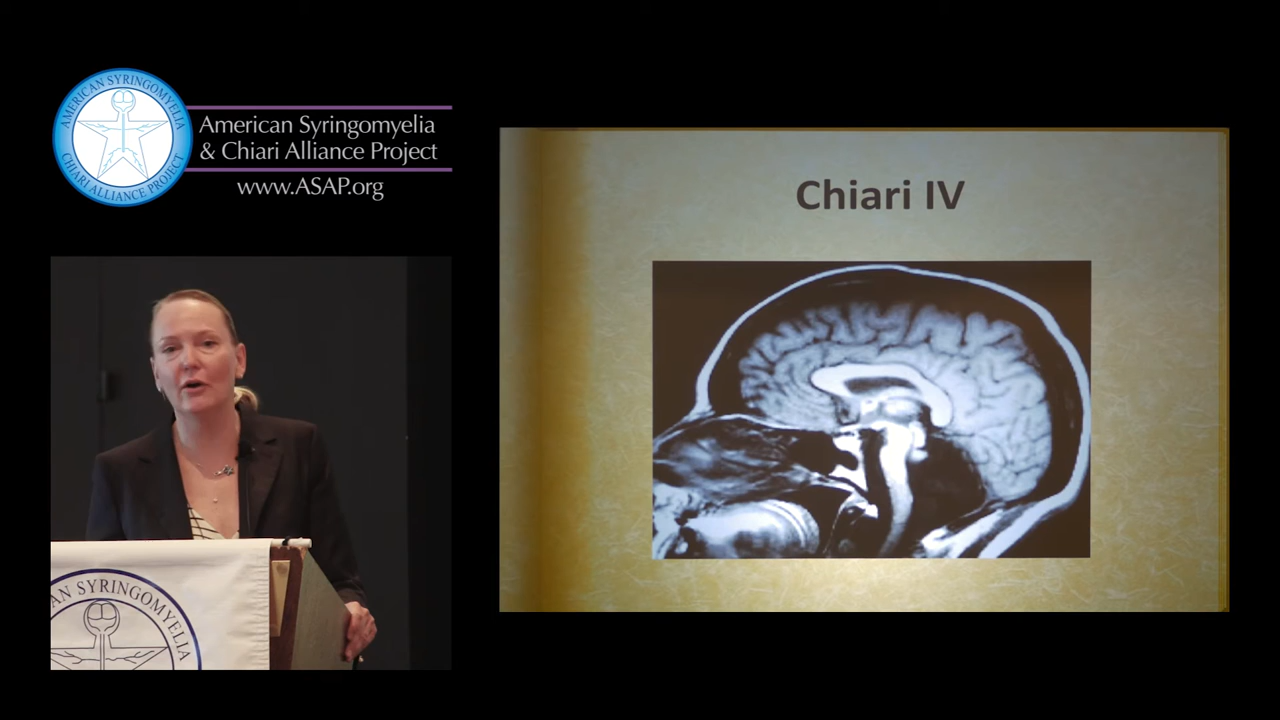 AMERICAN SYRINGOMYELIA
CHIARI ALLIANCE PROJECT
American Syringomyelia
& Chiari Alliance Project
www.ASAP.org
Chiari IV
AN SYRINGOMYELIA